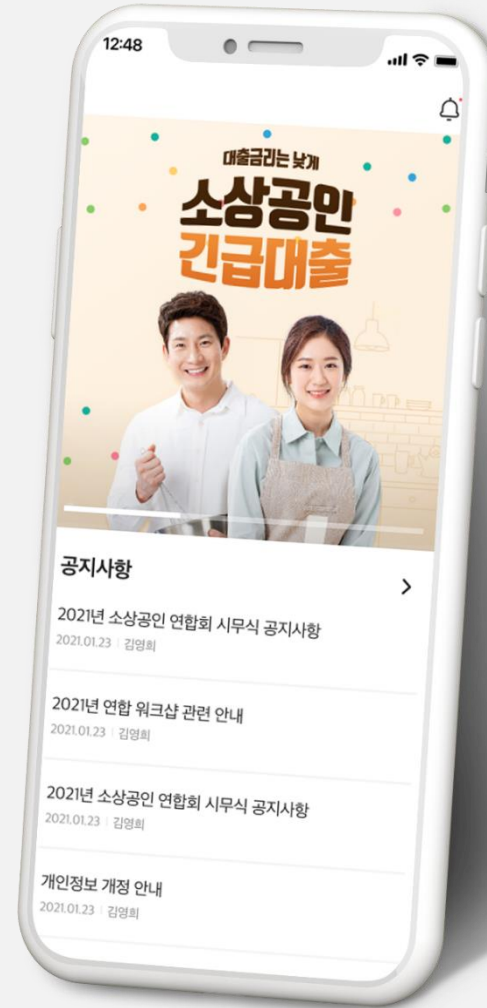 12:48
대출금리는 낮게
소상공인
긴급대출
공지사항
2021년 소상공인 연합회 시무식 공지사항
2021.01.23 | 김영희
2021년 연합 워크샵 관련 안내
2021.01.23 | 김영희
2021년 소상공인 연합회 시무식 공지사항
2021.01.23 | 김영희
개인정보 개정 안내
2021.01.23 | 김영희